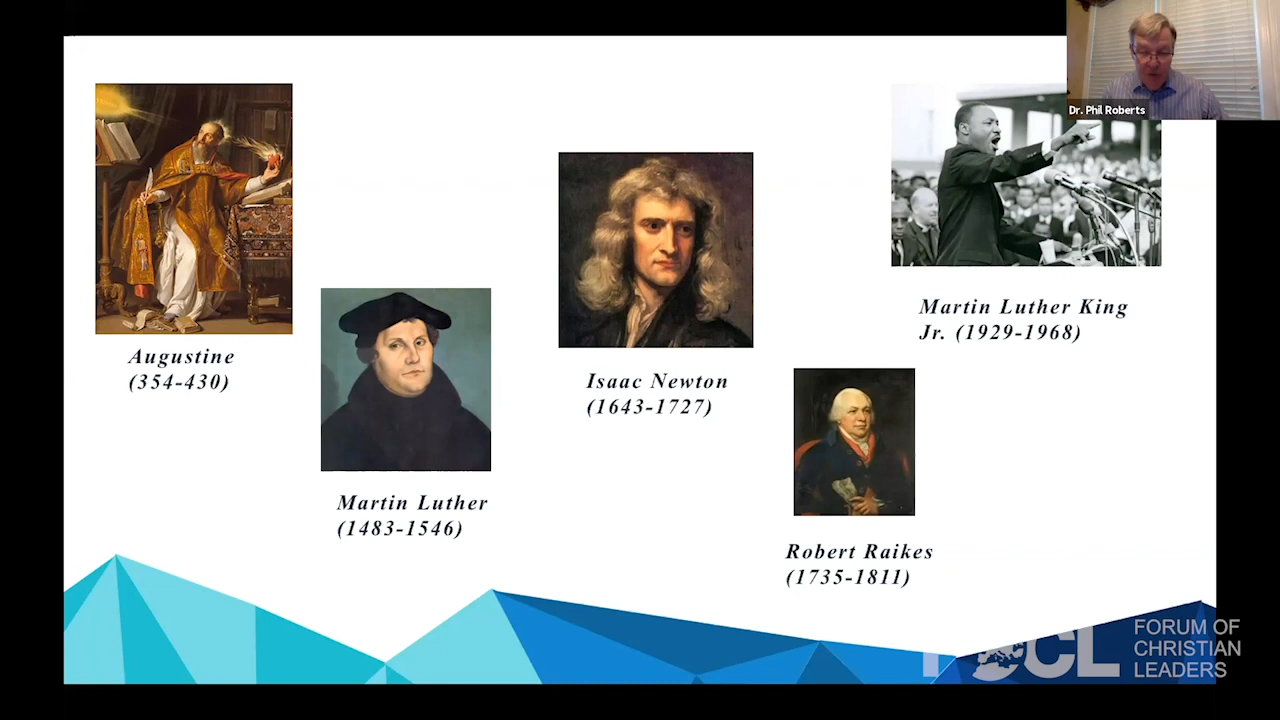 Dr. Phil Roberts
Augustine
(354-430)
Martin Luther
(1483-1546)
Isaac Newton
(1643-1727)
Martin Luther King
Jr. (1929-1968)
Robert Raikes
(1735-1811)
FORUM OF
CHRISTIAN
LEADERS